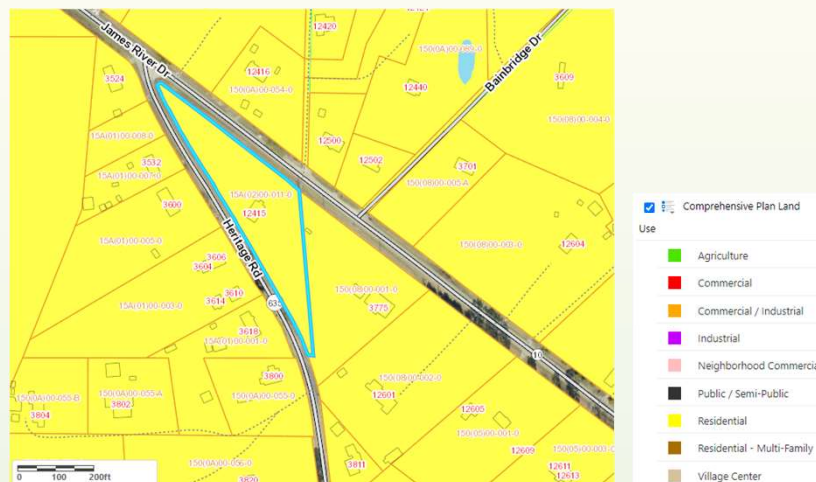 12420
150(0A)00-089-0
James River Dr
Bainbridge Dr
3524
12416
150(0A)00-054-0
12440
3609
150(08)00-004-0
15A(01)00-008-0
12500
3532
15A(01)00-007-0
12502
3701
150(08)00-005-A
15A(02)00-011-0
3600
12415
15A(01)00-005-0
Heritage Rd
150(08)00-003-0
12604
3606
3604
3610
3614
635
150(08)00-001-0
3775
15A(01)00-003-0
3618
15A(01)00-001-0
10
3800
150(08)00-002-0
150(0A)00-055-B
150(0A)00-055-A
150(0A)00-055-0
12601
3804
3802
12605
150(05)00-001-0
12609
3811
12611
12613
150(0A)00-056-0
3820
0 100 200ft
Comprehensive Plan Land
Use
Agriculture
Commercial
Commercial / Industrial
Industrial
Neighborhood Commercia
Public / Semi-Public
Residential
Residential - Multi-Family
Village Center